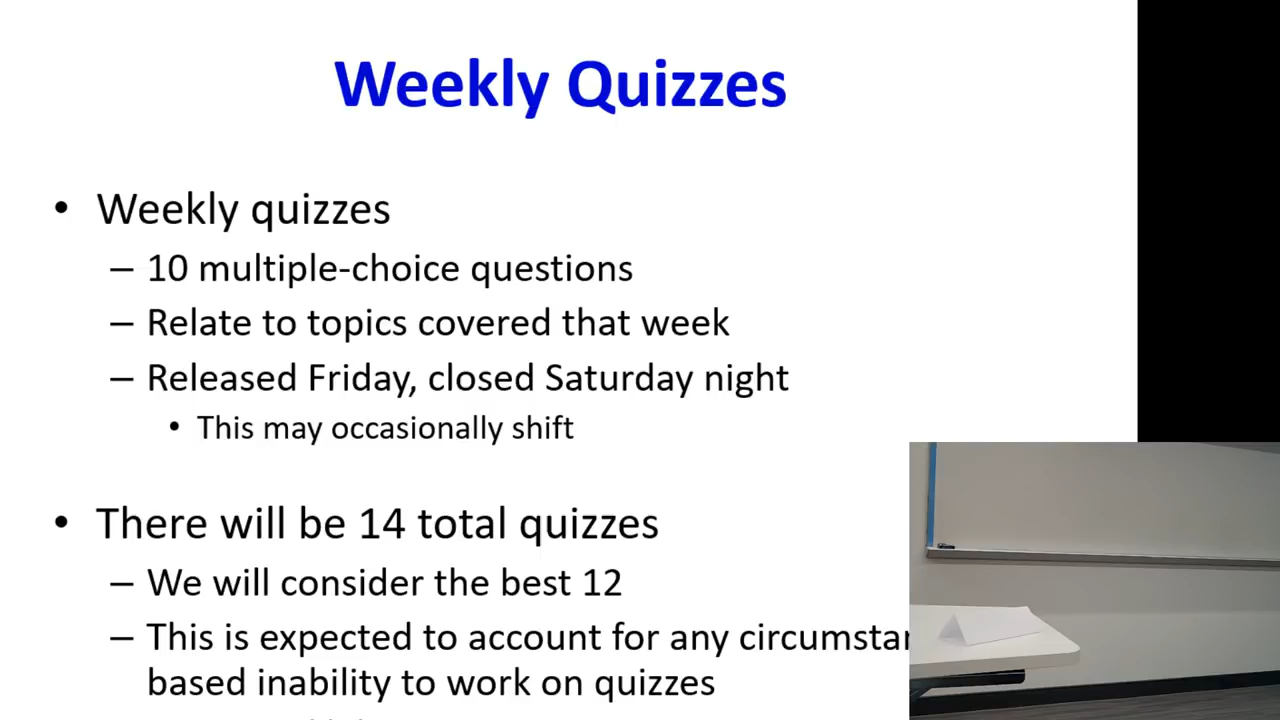 Weekly Quizzes
• Weekly quizzes
– 10 multiple-choice questions
– Relate to topics covered that week
– Released Friday, closed Saturday night
• This may occasionally shift
• There will be 14 total quizzes
– We will consider the best 12
– This is expected to account for any
based inability to work on quizzes